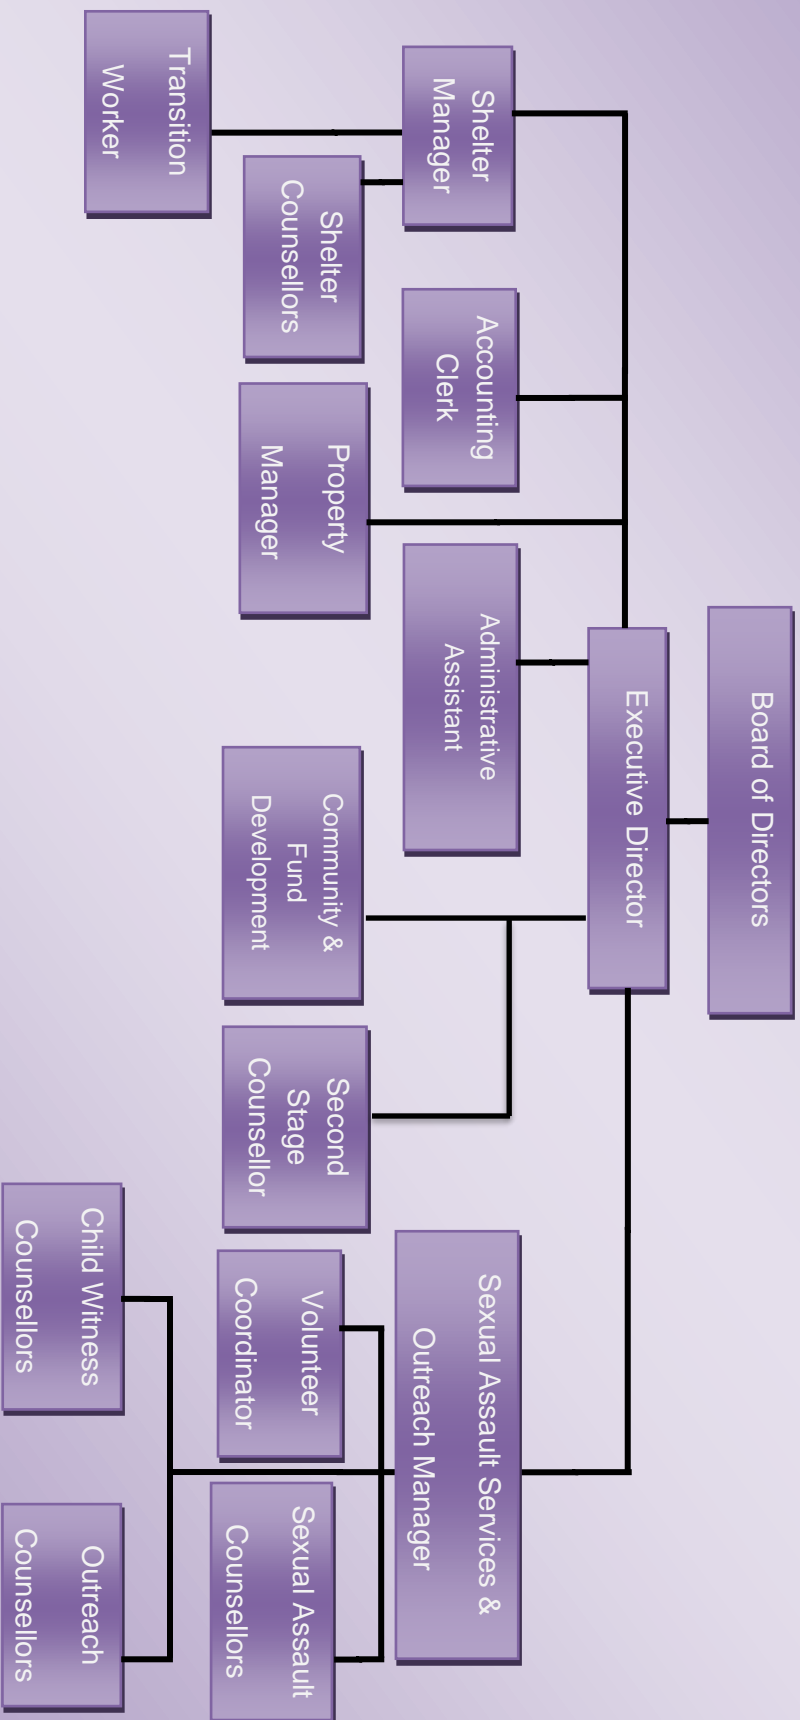 Board of Directors
Executive Director
Shelter
Manager
Accounting
Clerk
Administrative
Assistant
Sexual Assault Services &
Outreach Manager
Shelter
Counsellors
Property
Manager
Community &
Fund
Development
Second
Stage
Counsellor
Volunteer
Coordinator
Sexual Assault
Counsellors
Transition
Worker
Child Witness
Counsellors
Outreach
Counsellors